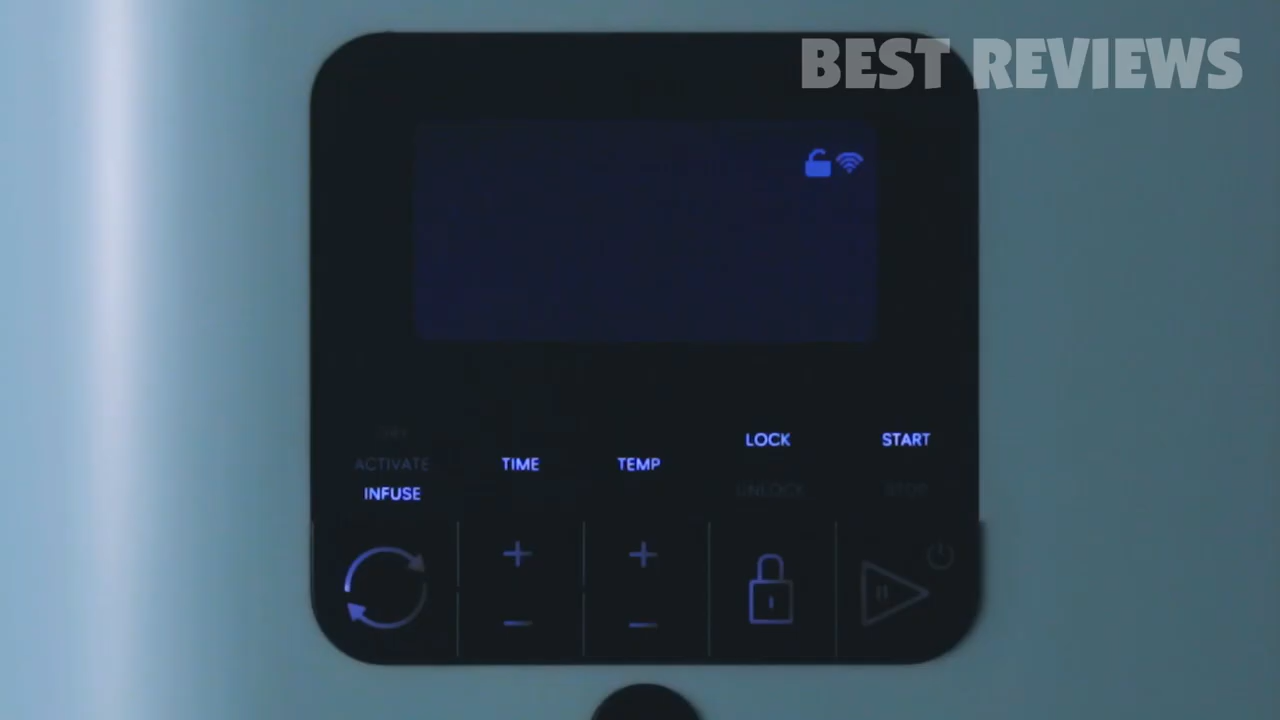 BEST REVIEWS
LOCK START
ACTIVATE TIME TEMP
INFUSE UNLOCK STOP